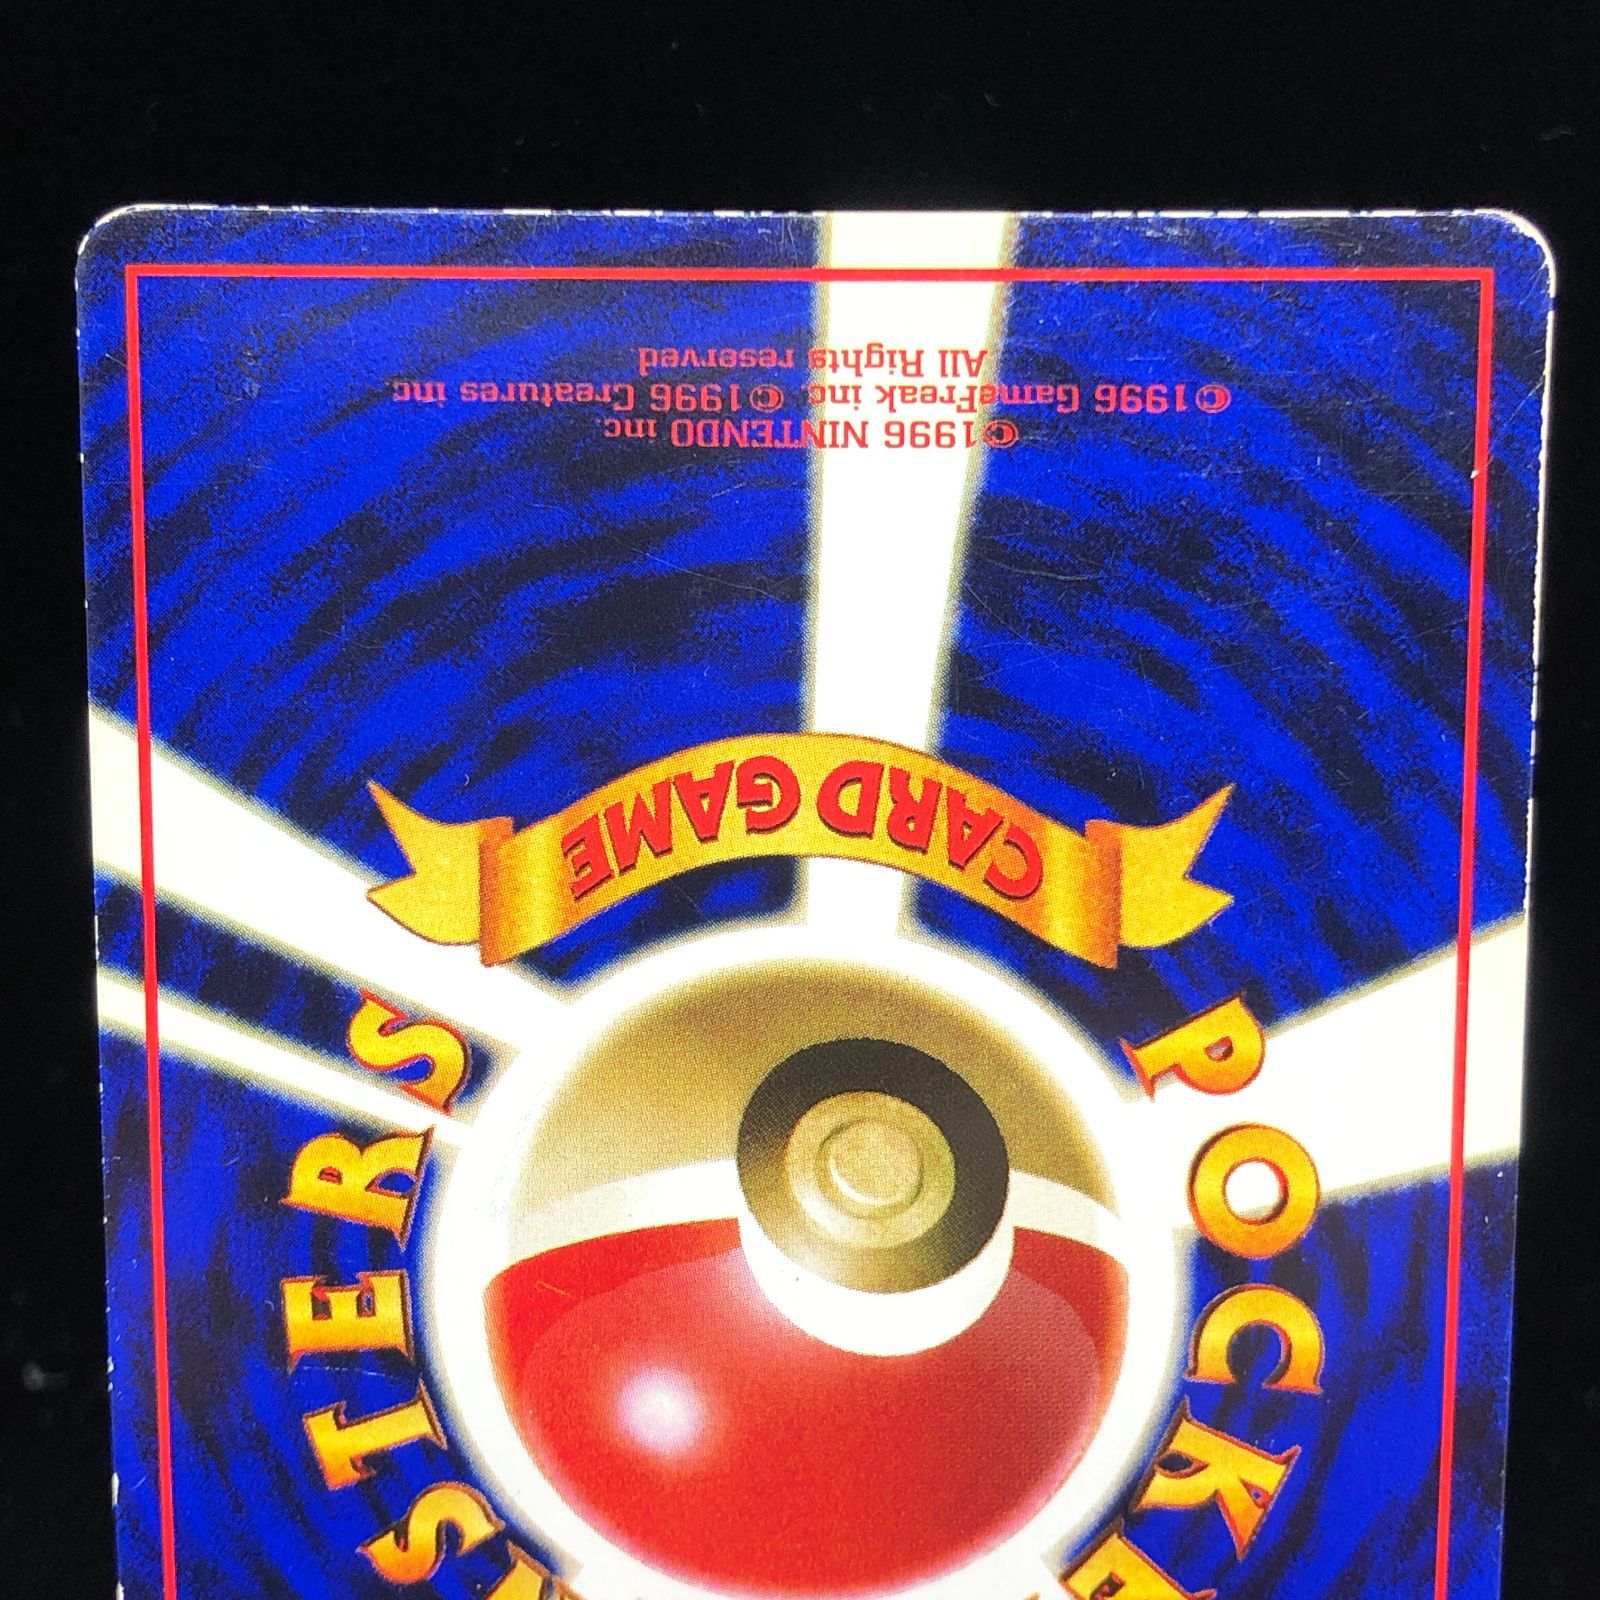 POCKE
STERS
CARD GAME
©1996 NINTENDO inc.
©1996 GameFreak inc. ©1996 Creatures inc.
All Rights reserved.